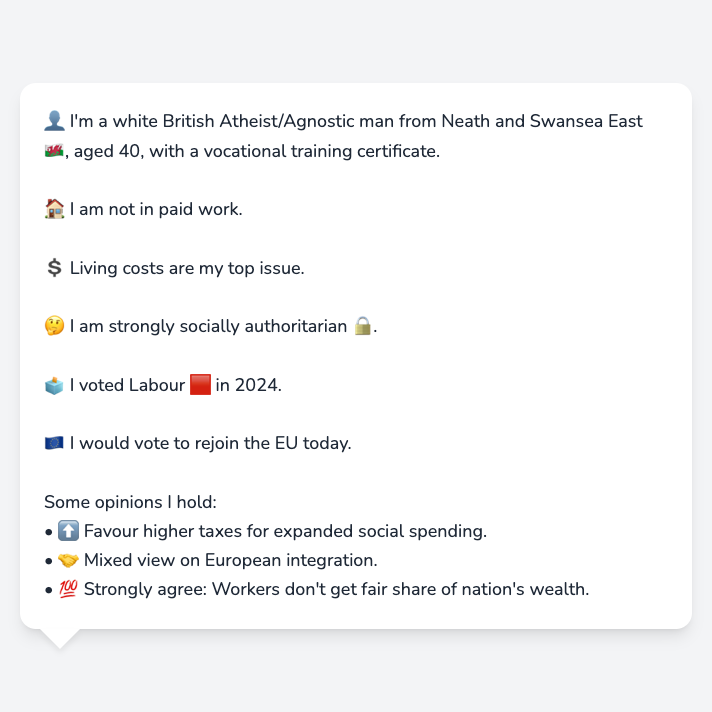 👤 I'm a white British Atheist/Agnostic man from Neath and Swansea East
🏴󠁧󠁢󠁷󠁬󠁳󠁿, aged 40, with a vocational training certificate.
🏠 I am not in paid work.
💲 Living costs are my top issue.
🤔 I am strongly socially authoritarian 🔒.
🗳️ I voted Labour 🟥 in 2024.
🇪🇺 I would vote to rejoin the EU today.
Some opinions I hold:
• ⬆️ Favour higher taxes for expanded social spending.
• 🤝 Mixed view on European integration.
• 💯 Strongly agree: Workers don't get fair share of nation's wealth.